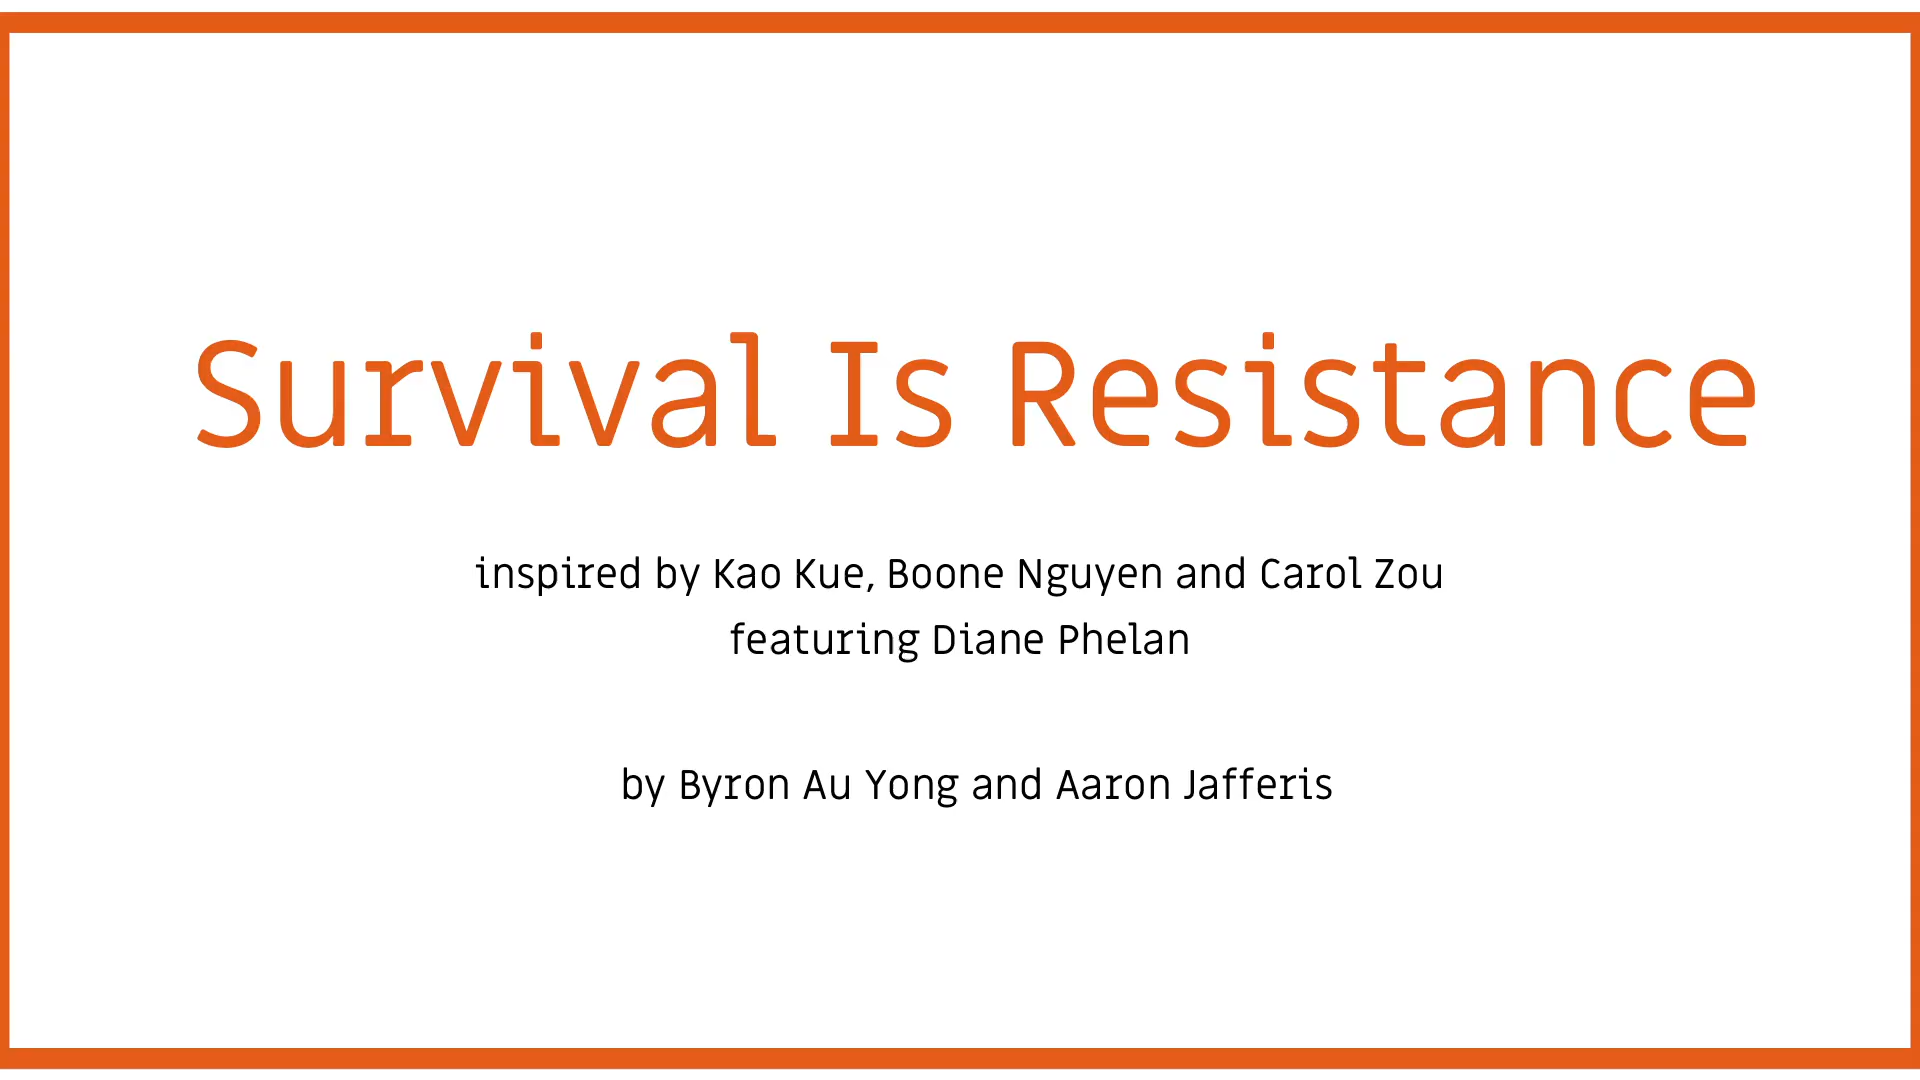 Survival Is Resistance
inspired by Kao Kue, Boone Nguyen and Carol Zou
featuring Diane Phelan
by Byron Au Yong and Aaron Jafferis